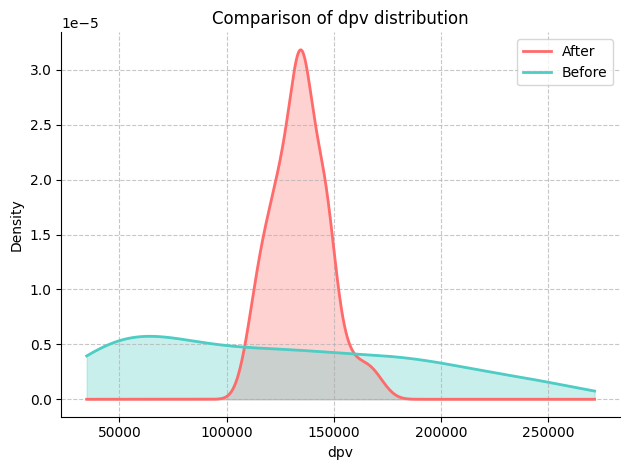 Comparison of dpv distribution
1e−5
After
Before
3.0
2.5
2.0
1.5
1.0
0.5
0.0
Density
50000 100000 150000 200000 250000
dpv